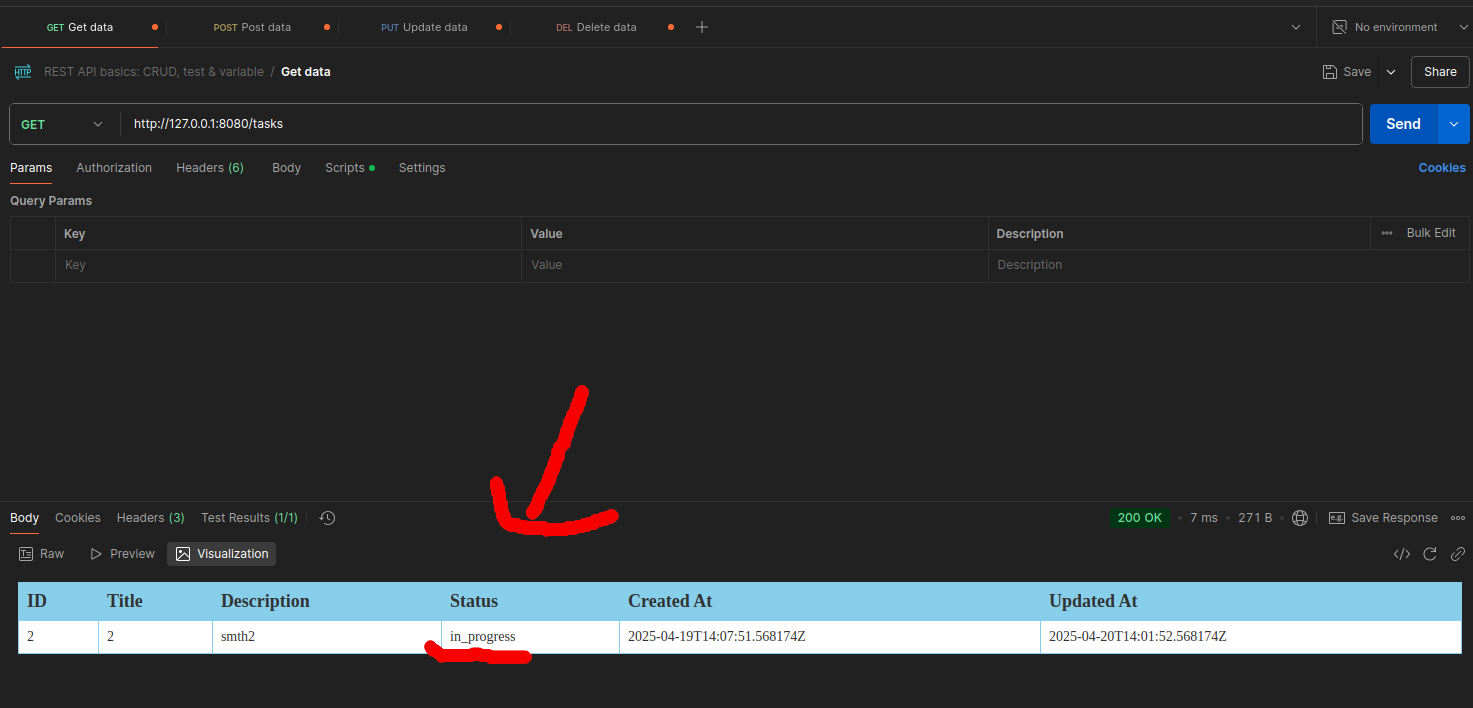 GET Get data POST Post data PUT Update data DEL Delete data No environment
HTTP REST API basics: CRUD, test & variable / Get data Save Share
GET http://127.0.0.1:8080/tasks Send
Params Authorization Headers (6) Body Scripts Settings Cookies
Query Params
Key Value Description Bulk Edit
Key Value Description
Body Cookies Headers (3) Test Results (1/1) 200 OK 7 ms 271 B e.g. Save Response
Raw Preview Visualization
ID Title Description Status Created At Updated At
2 2 smth2 in_progress 2025-04-19T14:07:51.568174Z 2025-04-20T14:01:52.568174Z